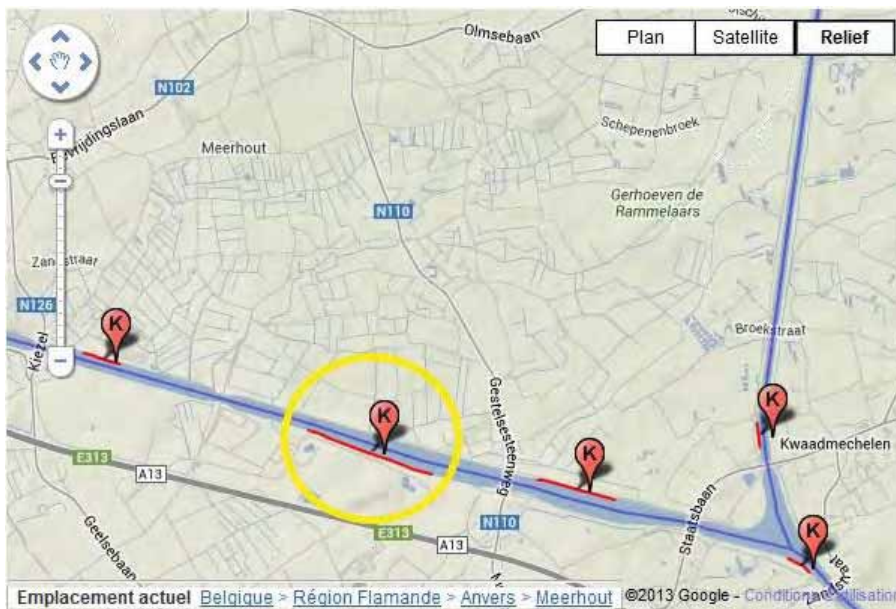 Olmsebaan
Plan
Satellite
Relief
N102
Meerhout
Schepenenbroek
Gerhoeven de
Rammelaars
N110
Zandstraat
N126
Kiezel
K
Broekstraat
K
K
K
Kwaadmechelen
Gestelsesteenweg
K
E313
A13
Geelsebaan
E313
A13
N110
Staatsbaan
Emplacement actuel Belgique > Région Flamande > Anvers > Meerhout
©2013 Google -